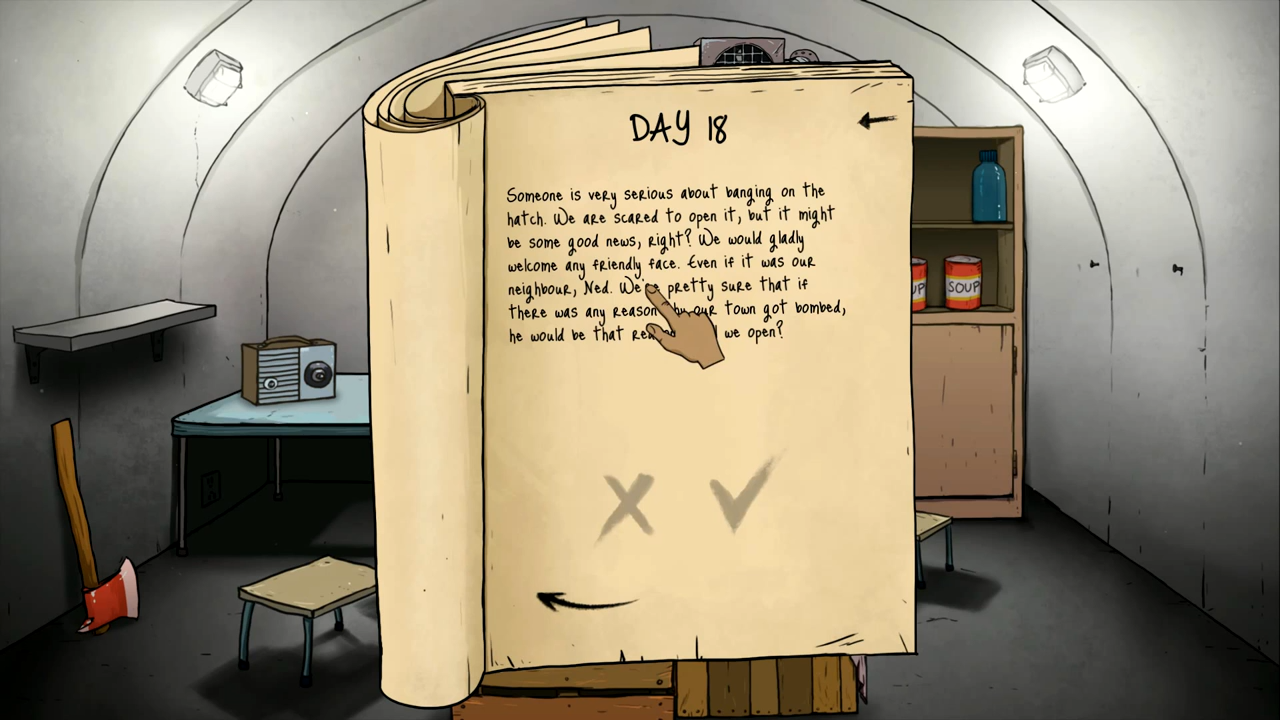 DAY 18
Someone is very serious about banging on the
hatch. We are scared to open it, but it might
be some good news, right? We would gladly
welcome any friendly face. Even if it was our
neighbour, Ned. pretty sure that if
there was any reason our town got bombed,
he would be that we open?
UP
SOUP